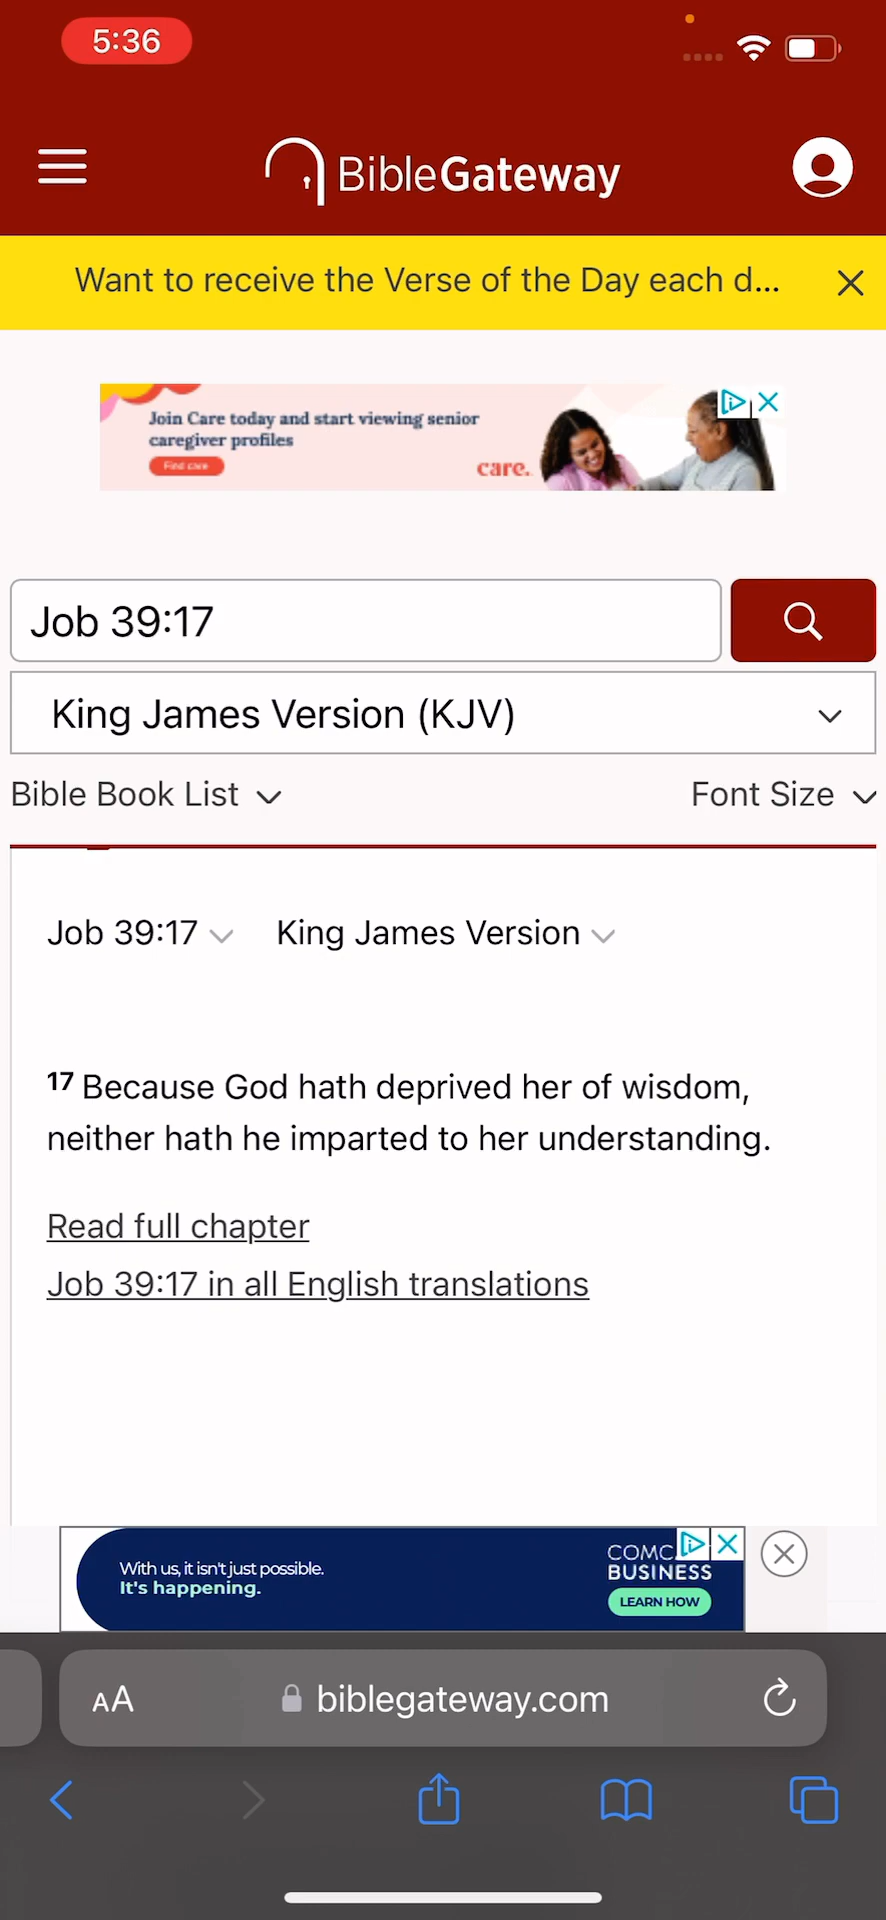 5:36
BibleGateway
Want to receive the Verse of the Day each d...
Join Care today and start viewing senior
caregiver profiles
Find care
care.
Job 39:17
King James Version (KJV)
Bible Book List
Font Size
Job 39:17 King James Version
17 Because God hath deprived her of wisdom,
neither hath he imparted to her understanding.
Read full chapter
Job 39:17 in all English translations
With us, it isn't just possible.
It's happening.
COMC
BUSINESS
LEARN HOW
AA
biblegateway.com